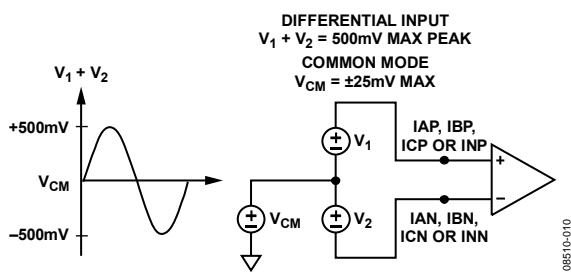 DIFFERENTIAL INPUT
V1 + V2 = 500mV MAX PEAK
COMMON MODE
VCM = ±25mV MAX
V1 + V2
+500mV
VCM
–500mV
V1
V2
VCM
IAP, IBP,
ICP OR INP
IAN, IBN,
ICN OR INN
+
–
08510-010